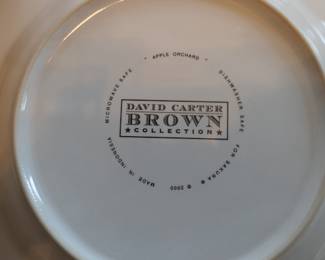 * APPLE ORCHARD * DISHWASHER SAFE FOR SAKURA ® © 2000 MADE IN INDONESIA MICROWAVE SAFE
DAVID CARTER
BROWN
★COLLECTION★